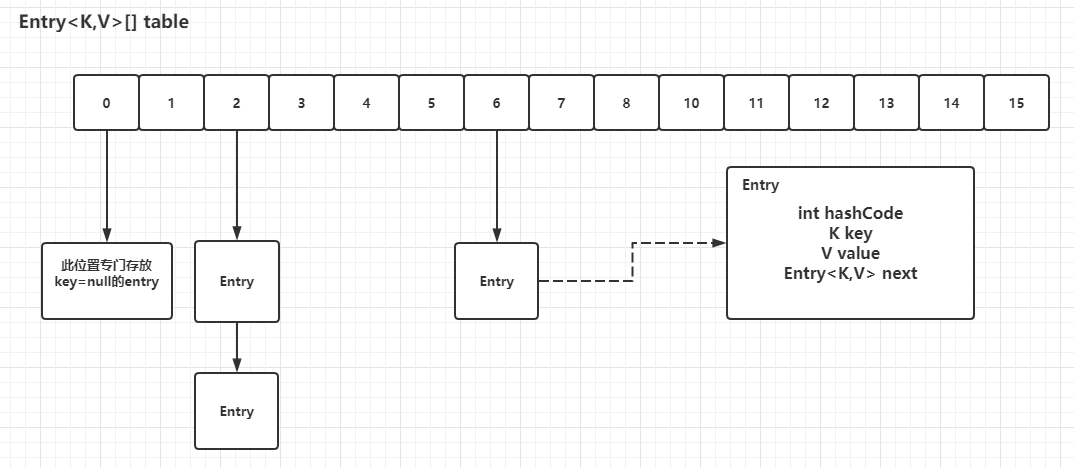 Entry<K,V>[] table
0 1 2 3 4 5 6 7 8 10 11 12 13 14 15
Entry
int hashCode
K key
V value
Entry<K,V> next
此位置专门存放
key=null的entry
Entry
Entry
Entry